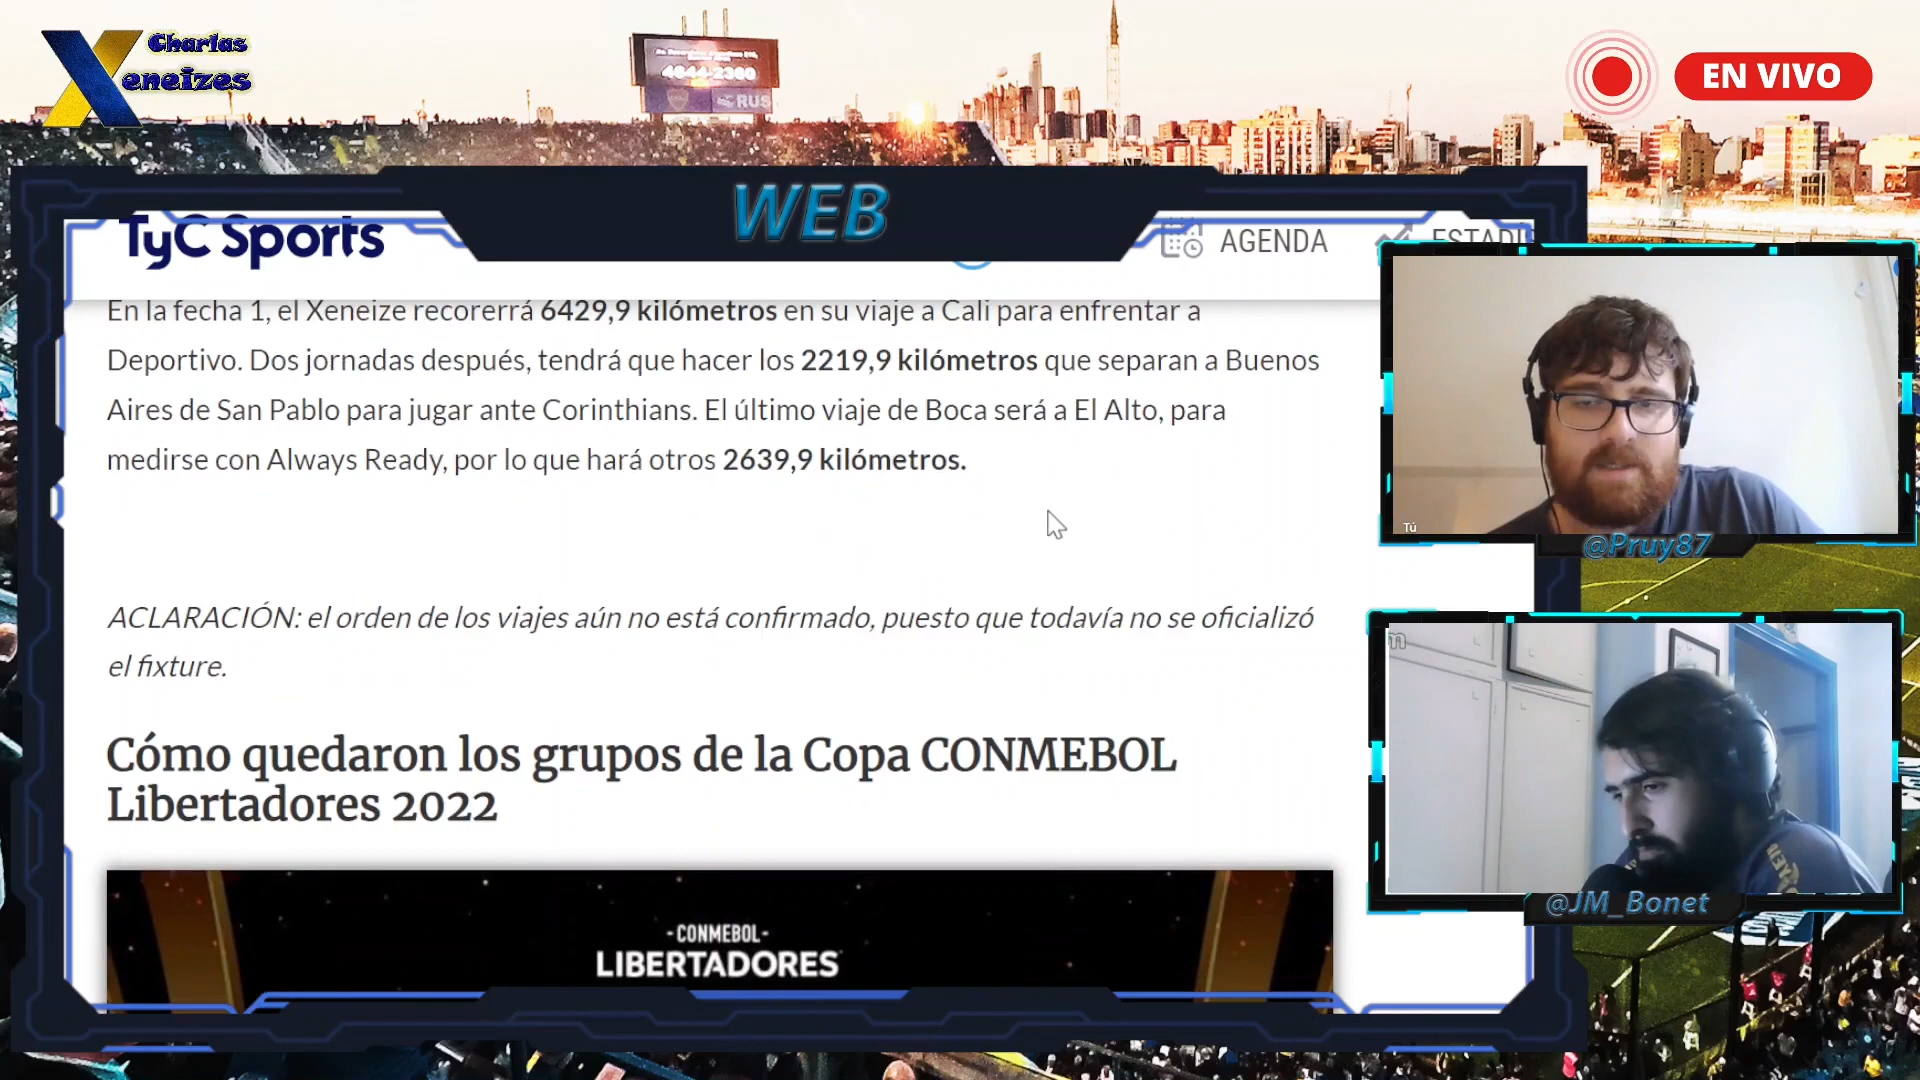 Charlas
Xeneizes
4644-2300
RUS
EN VIVO
WEB
TyC Sports
AGENDA
En la fecha 1, el Xeneize recorerrá 6429,9 kilómetros en su viaje a Cali para enfrentar a
Deportivo. Dos jornadas después, tendrá que hacer los 2219,9 kilómetros que separan a Buenos
Aires de San Pablo para jugar ante Corinthians. El último viaje de Boca será a El Alto, para
medirse con Always Ready, por lo que hará otros 2639,9 kilómetros.
ACLARACIÓN: el orden de los viajes aún no está confirmado, puesto que todavía no se oficializó
el fixture.
Cómo quedaron los grupos de la Copa CONMEBOL
Libertadores 2022
-CONMEBOL-
LIBERTADORES
Tú
@Pruy87
@JM_Bonet